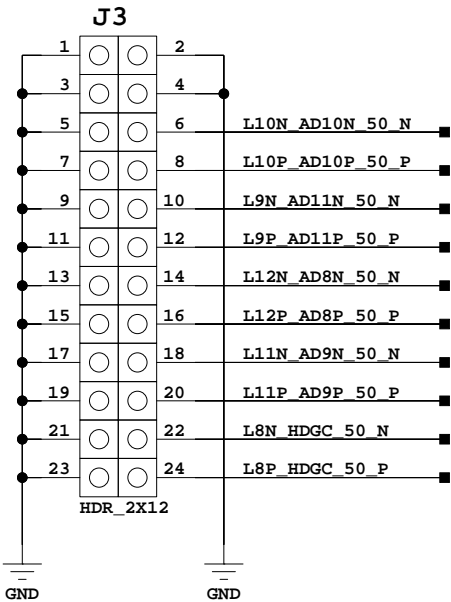 J3
1 2
3 4
5 6 L10N_AD10N_50_N
7 8 L10P_AD10P_50_P
9 10 L9N_AD11N_50_N
11 12 L9P_AD11P_50_P
13 14 L12N_AD8N_50_N
15 16 L12P_AD8P_50_P
17 18 L11N_AD9N_50_N
19 20 L11P_AD9P_50_P
21 22 L8N_HDGC_50_N
23 24 L8P_HDGC_50_P
HDR_2X12
GND GND